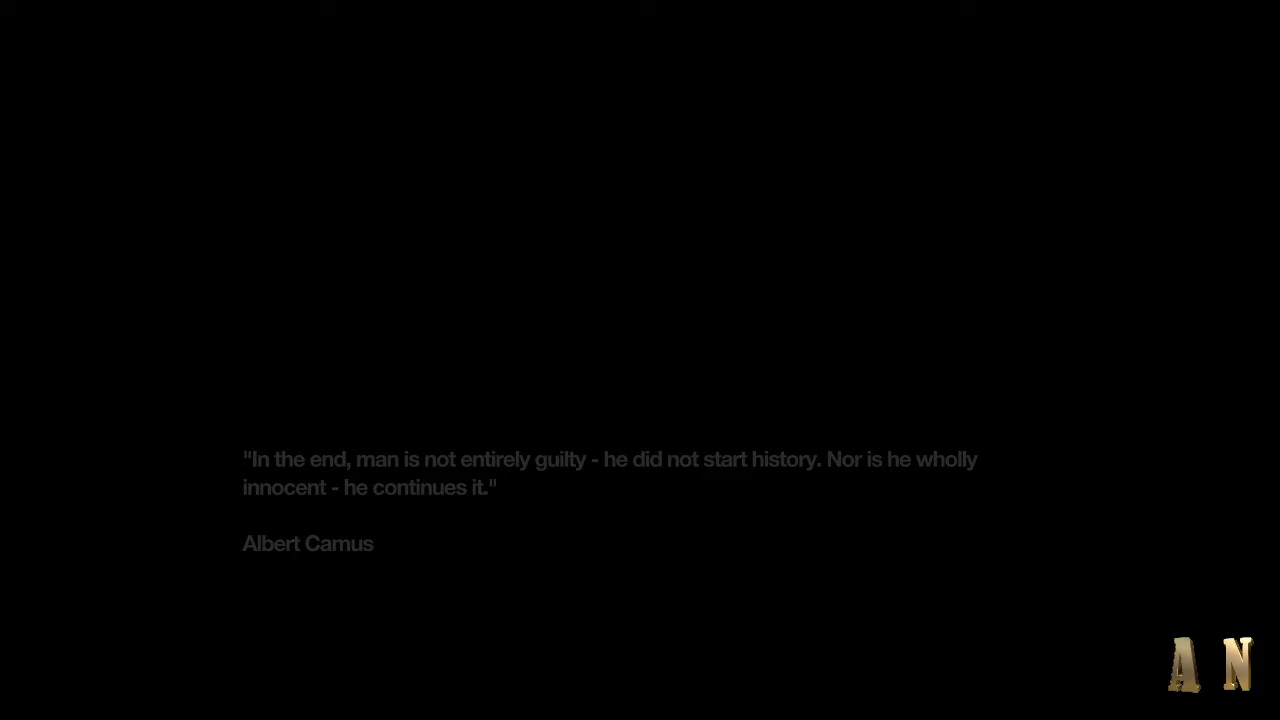 "In the end, man is not entirely guilty - he did not start history. Nor is he wholly
innocent - he continues it."
Albert Camus
A N